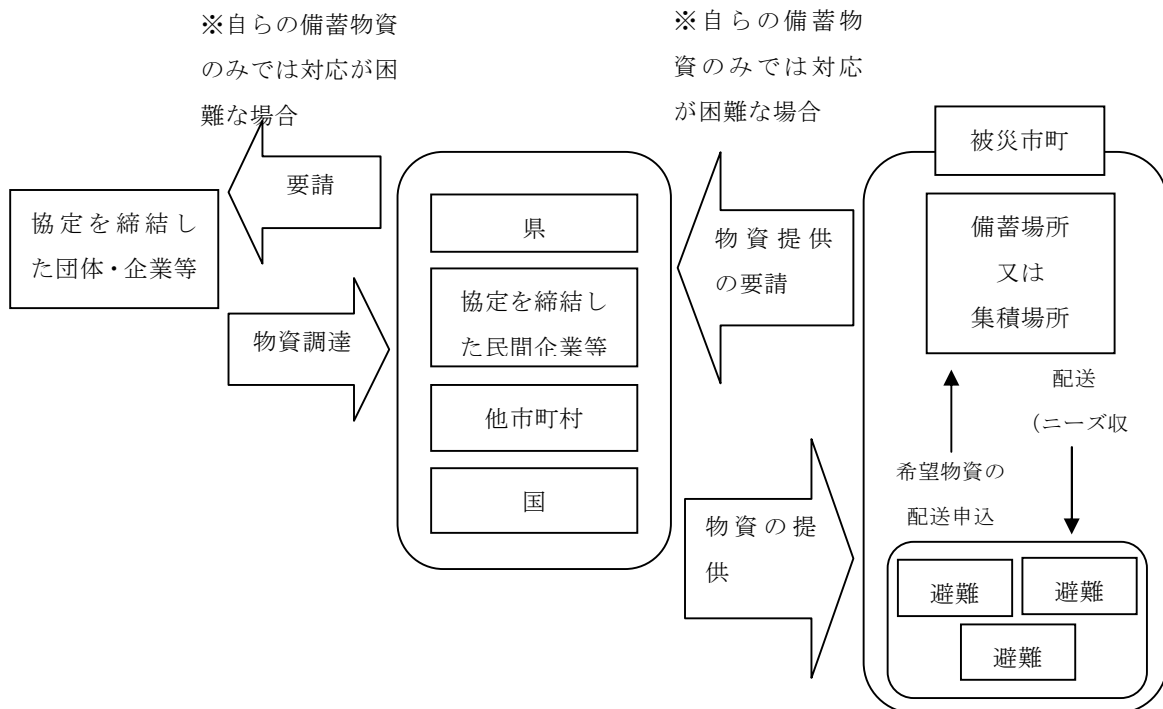 ※自らの備蓄物資
のみでは対応が困
難な場合
※自らの備蓄物
資のみでは対応
が困難な場合
被災市町
要請
協定を締結し
た団体・企業等
物資調達
県
協定を締結し
た民間企業等
他市町村
国
物資提供
の要請
物資の提
供
備蓄場所
又は
集積場所
配送
(ニーズ収
希望物資の
配送申込
避難
避難
避難